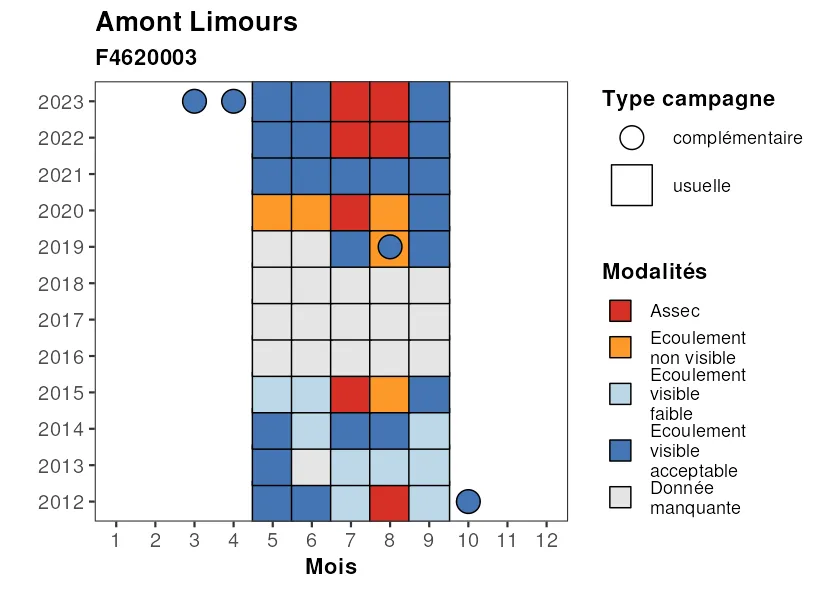 Amont Limours
F4620003
2023
2022
2021
2020
2019
2018
2017
2016
2015
2014
2013
2012
1 2 3 4 5 6 7 8 9 10 11 12
Mois
Type campagne
complémentaire
usuelle
Modalités
Assec
Ecoulement
non visible
Ecoulement
visible
faible
Ecoulement
visible
acceptable
Donnée
manquante